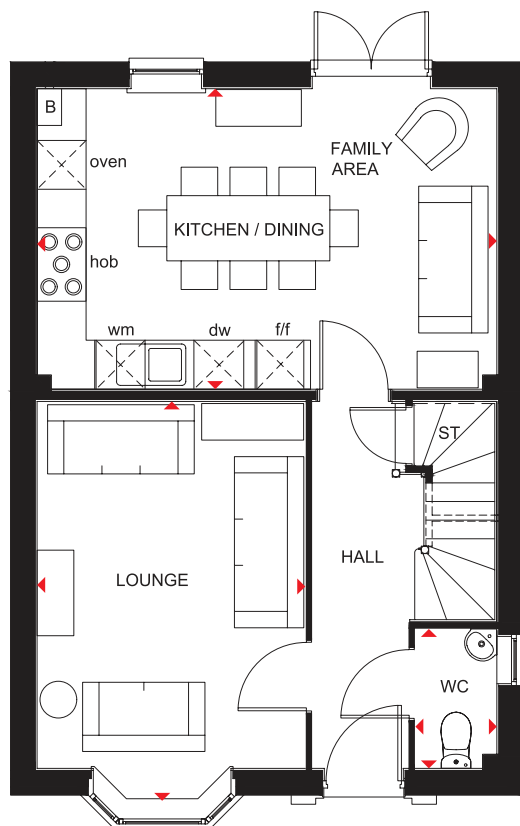 B
FAMILY
AREA
oven
KITCHEN / DINING
hob
wm
dw
f/f
ST
HALL
LOUNGE
WC